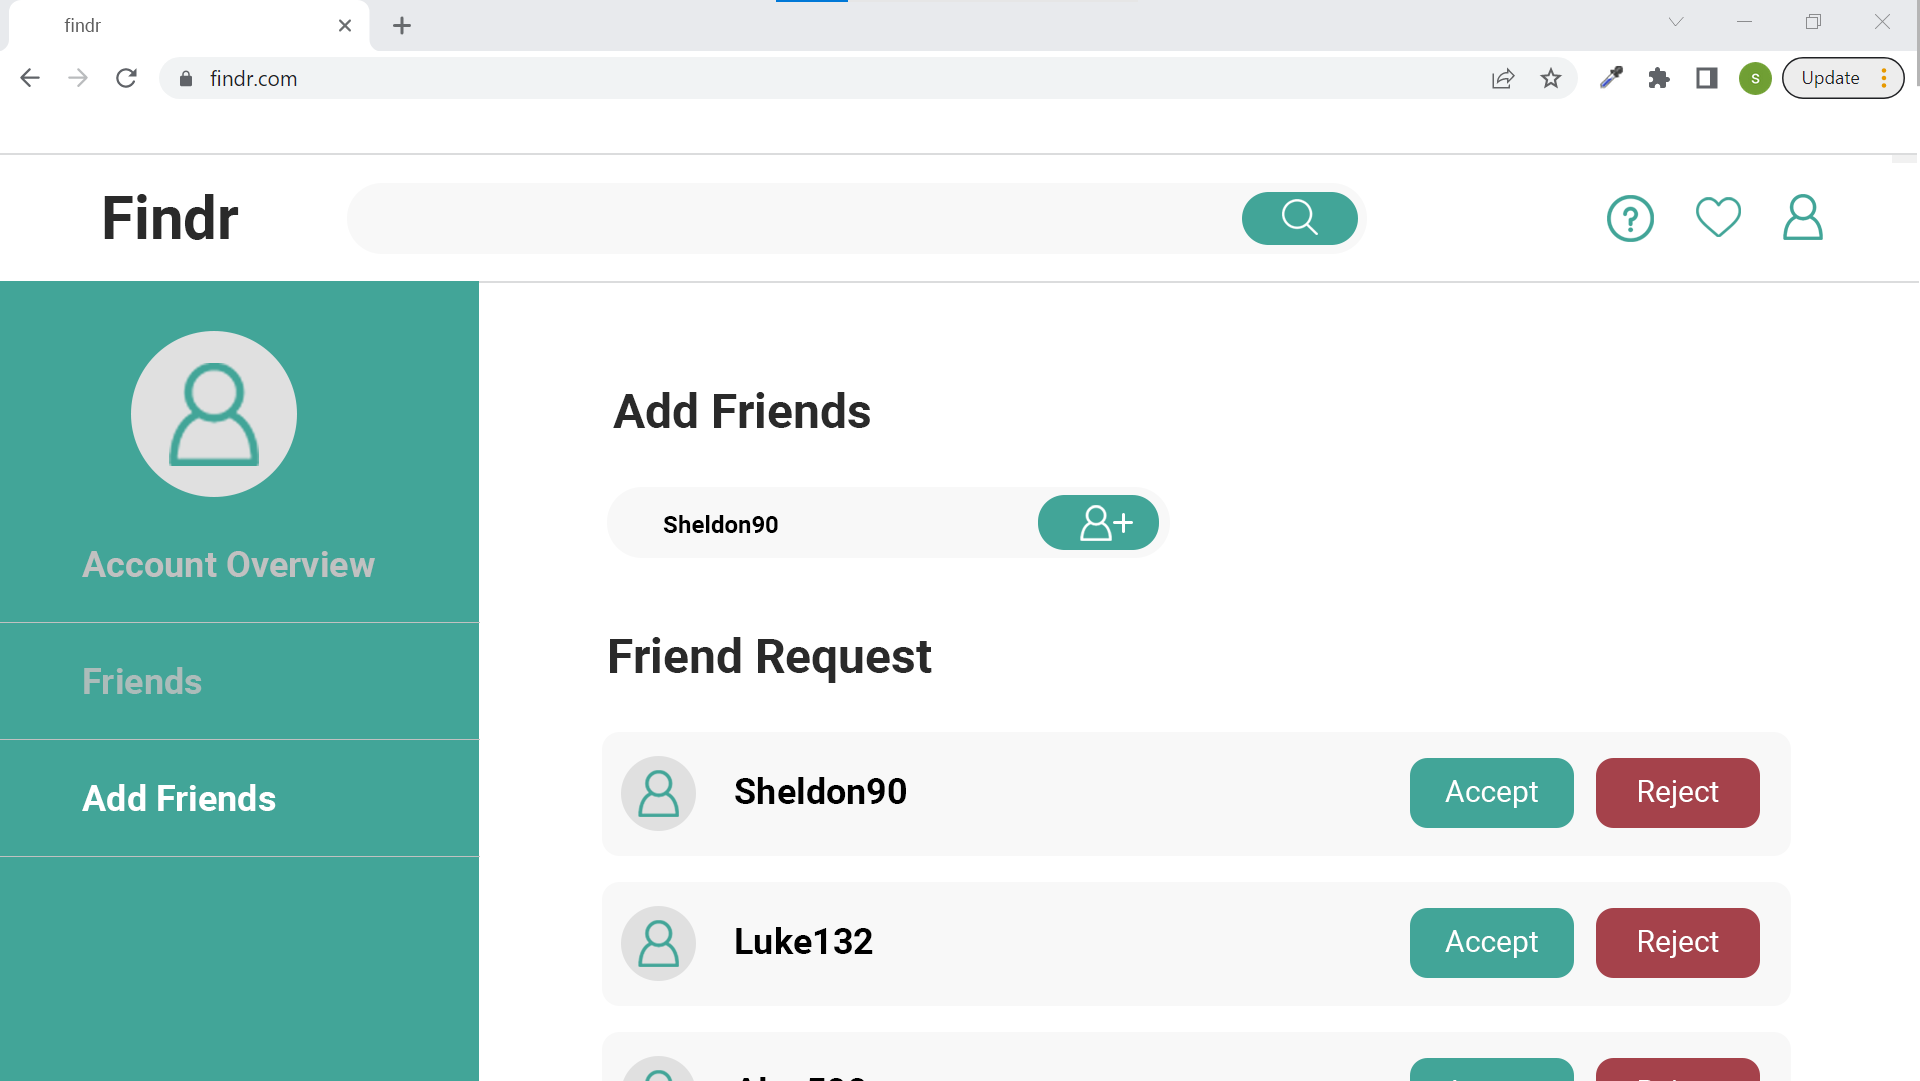 findr
findr.com
S
Update
Findr
Add Friends
Sheldon90
Account Overview
Friend Request
Friends
Sheldon90
Accept
Reject
Add Friends
Luke132
Accept
Reject